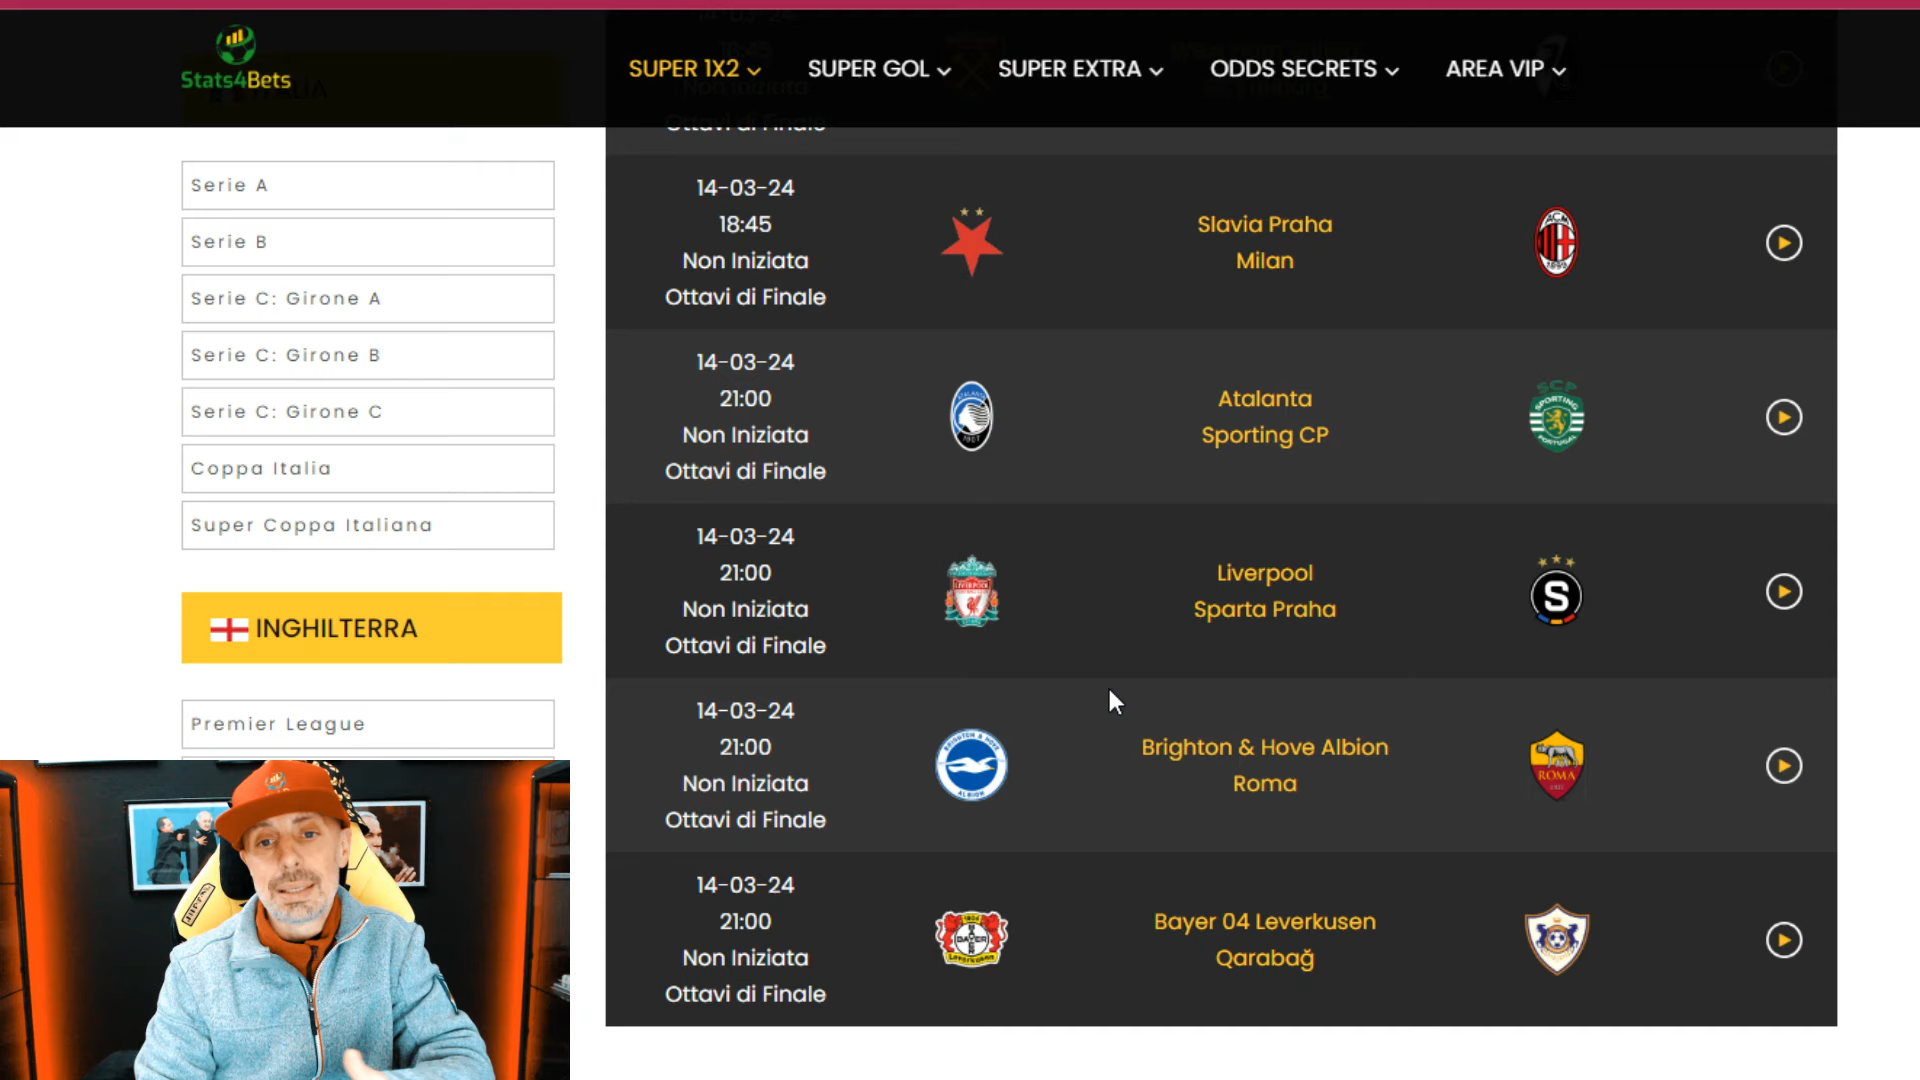 Stats4Bets
SUPER 1X2
SUPER GOL
SUPER EXTRA
ODDS SECRETS
AREA VIP
Ottavi di Finale
Serie A
Serie B
Serie C: Girone A
Serie C: Girone B
Serie C: Girone C
Coppa Italia
Super Coppa Italiana
INGHILTERRA
Premier League
14-03-24
18:45
Non Iniziata
Ottavi di Finale
Slavia Praha
Milan
ACM
14-03-24
21:00
Non Iniziata
Ottavi di Finale
Atalanta
Sporting CP
SCP
SPORTING
PORTUGAL
14-03-24
21:00
Non Iniziata
Ottavi di Finale
Liverpool
Sparta Praha
S
14-03-24
21:00
Non Iniziata
Ottavi di Finale
Brighton & Hove Albion
Roma
ROMA
14-03-24
21:00
Non Iniziata
Ottavi di Finale
Bayer 04 Leverkusen
Qarabağ